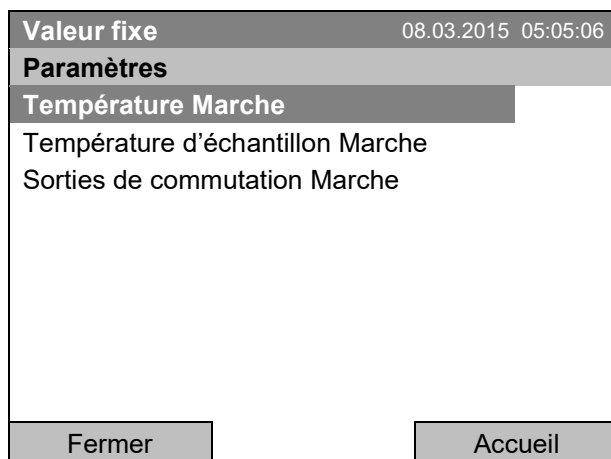 Valeur fixe 08.03.2015 05:05:06
Paramètres
Température Marche
Température d’échantillon Marche
Sorties de commutation Marche
Fermer Accueil